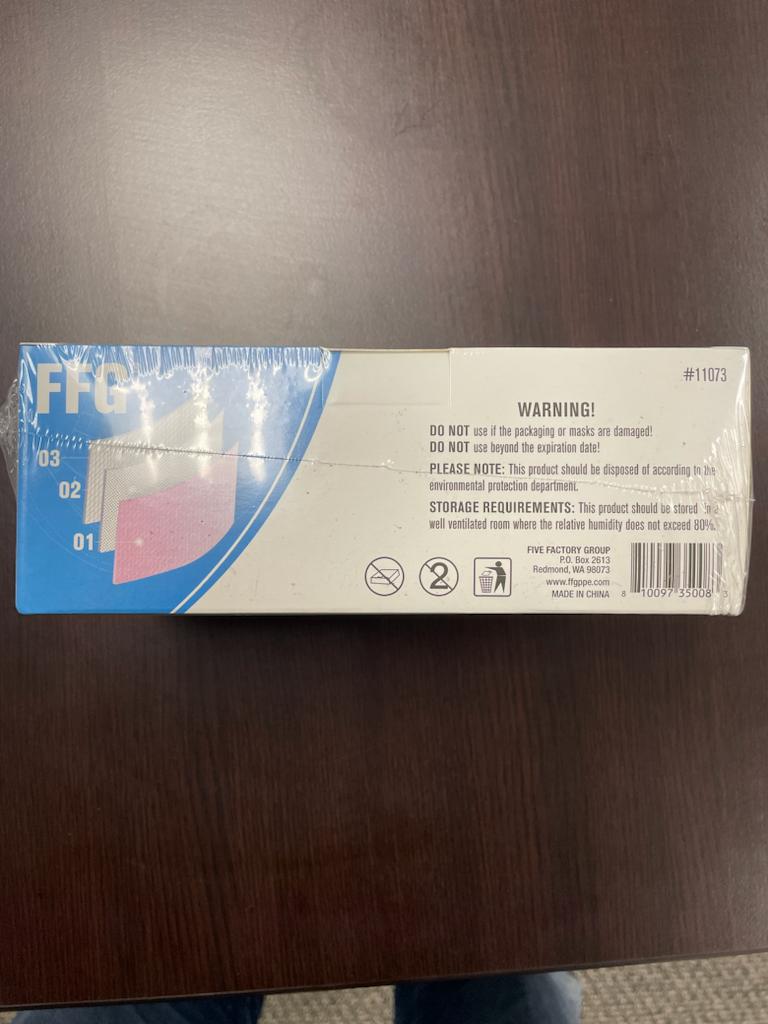 FFG
03
02
01
#11073
WARNING!
DO NOT use if the packaging or masks are damaged!
DO NOT use beyond the expiration date!
PLEASE NOTE: This product should be disposed of according to the
environmental protection department.
STORAGE REQUIREMENTS: This product should be stored in a
well ventilated room where the relative humidity does not exceed 80%.
2
FIVE FACTORY GROUP
P.O. Box 2613
Redmond, WA 98073
www.ffgppe.com
MADE IN CHINA
8 10097 35008 3